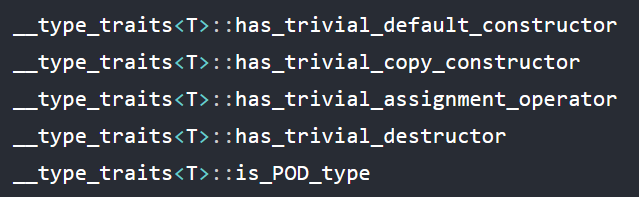 __type_traits<T>::has_trivial_default_constructor
__type_traits<T>::has_trivial_copy_constructor
__type_traits<T>::has_trivial_assignment_operator
__type_traits<T>::has_trivial_destructor
__type_traits<T>::is_POD_type